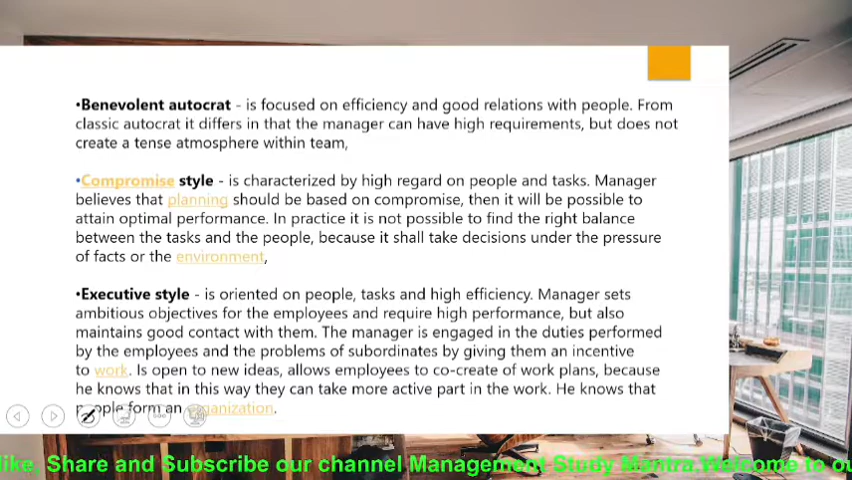 •Benevolent autocrat - is focused on efficiency and good relations with people. From
classic autocrat it differs in that the manager can have high requirements, but does not
create a tense atmosphere within team,
•Compromise style - is characterized by high regard on people and tasks. Manager
believes that planning should be based on compromise, then it will be possible to
attain optimal performance. In practice it is not possible to find the right balance
between the tasks and the people, because it shall take decisions under the pressure
of facts or the environment,
•Executive style - is oriented on people, tasks and high efficiency. Manager sets
ambitious objectives for the employees and require high performance, but also
maintains good contact with them. The manager is engaged in the duties performed
by the employees and the problems of subordinates by giving them an incentive
to work. Is open to new ideas, allows employees to co-create of work plans, because
he knows that in this way they can take more active part in the work. He knows that
people form an organization.
like, Share and Subscribe our channel Management Study Mantra.Welcome to ou